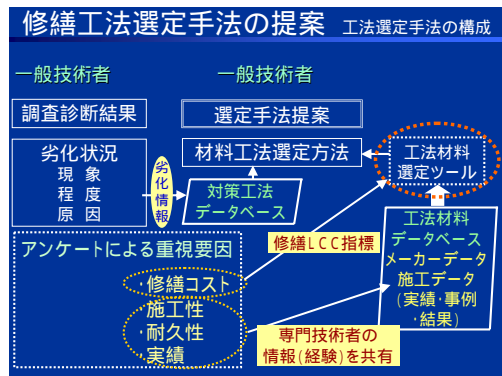 修繕工法選定手法の提案 工法選定手法の構成
一般技術者
一般技術者
調査診断結果
選定手法提案
劣化状況
現 象
程 度
原 因
劣化情報
材料工法選定方法
対策工法
データベース
工法材料
選定ツール
工法材料
データベース
メーカーデータ
施工データ
(実績・事例
・結果)
アンケートによる重視要因
・修繕コスト
・施工性
・耐久性
・実績
修繕LCC指標
専門技術者の
情報(経験)を共有